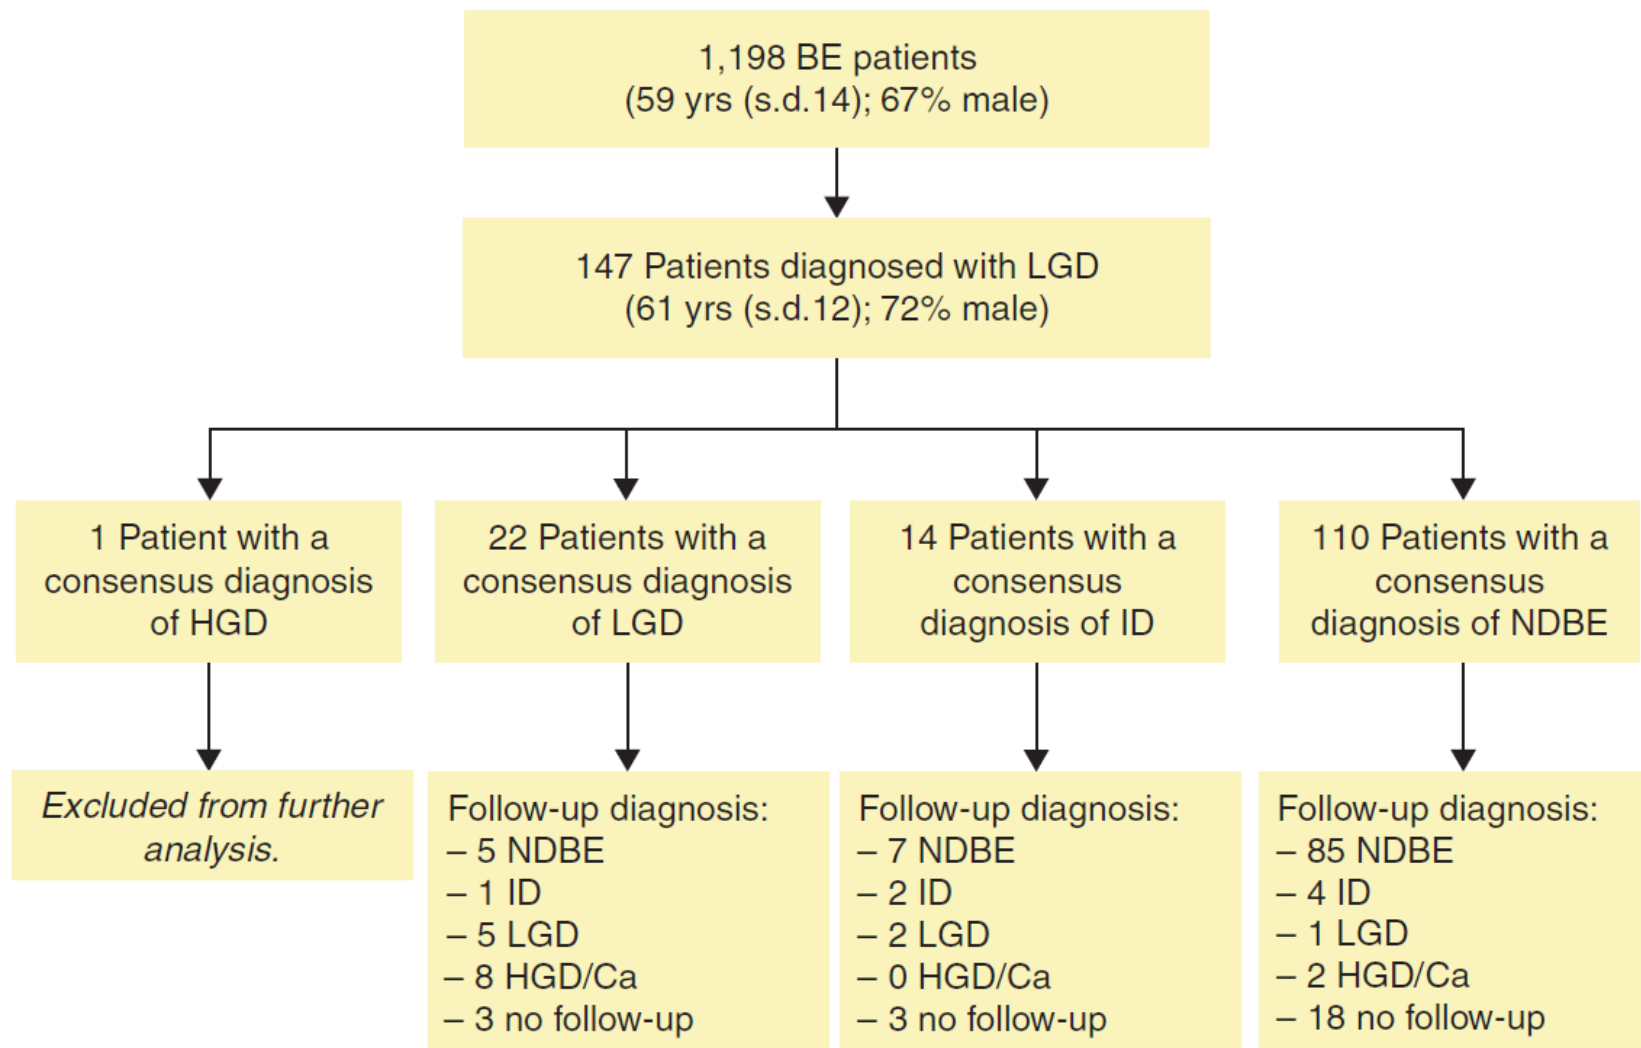 1,198 BE patients
(59 yrs (s.d.14); 67% male)
147 Patients diagnosed with LGD
(61 yrs (s.d.12); 72% male)
1 Patient with a
consensus diagnosis
of HGD
22 Patients with a
consensus diagnosis
of LGD
14 Patients with a
consensus
diagnosis of ID
110 Patients with a
consensus
diagnosis of NDBE
Excluded from further
analysis.
Follow-up diagnosis:
– 5 NDBE
– 1 ID
– 5 LGD
– 8 HGD/Ca
– 3 no follow-up
Follow-up diagnosis:
– 7 NDBE
– 2 ID
– 2 LGD
– 0 HGD/Ca
– 3 no follow-up
Follow-up diagnosis:
– 85 NDBE
– 4 ID
– 1 LGD
– 2 HGD/Ca
– 18 no follow-up